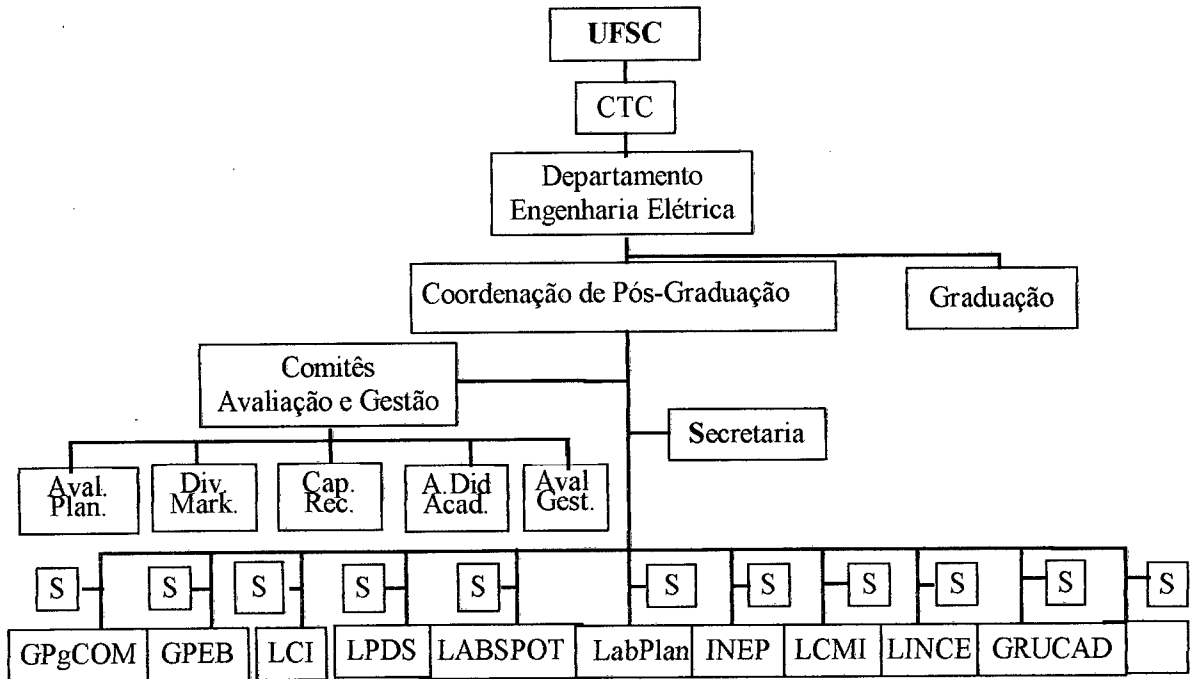 UFSC
CTC
Departamento
Engenharia Elétrica
Coordenação de Pós-Graduação
Graduação
Comitês
Avaliação e Gestão
Secretaria
Aval.
Plan.
Div.
Mark.
Cap.
Rec.
A.Did
Acad.
Aval
Gest.
S S S S S S S S S S S
GPgCOM GPEB LCI LPDS LABSPOT LabPlan INEP LCMI LINCE GRUCAD